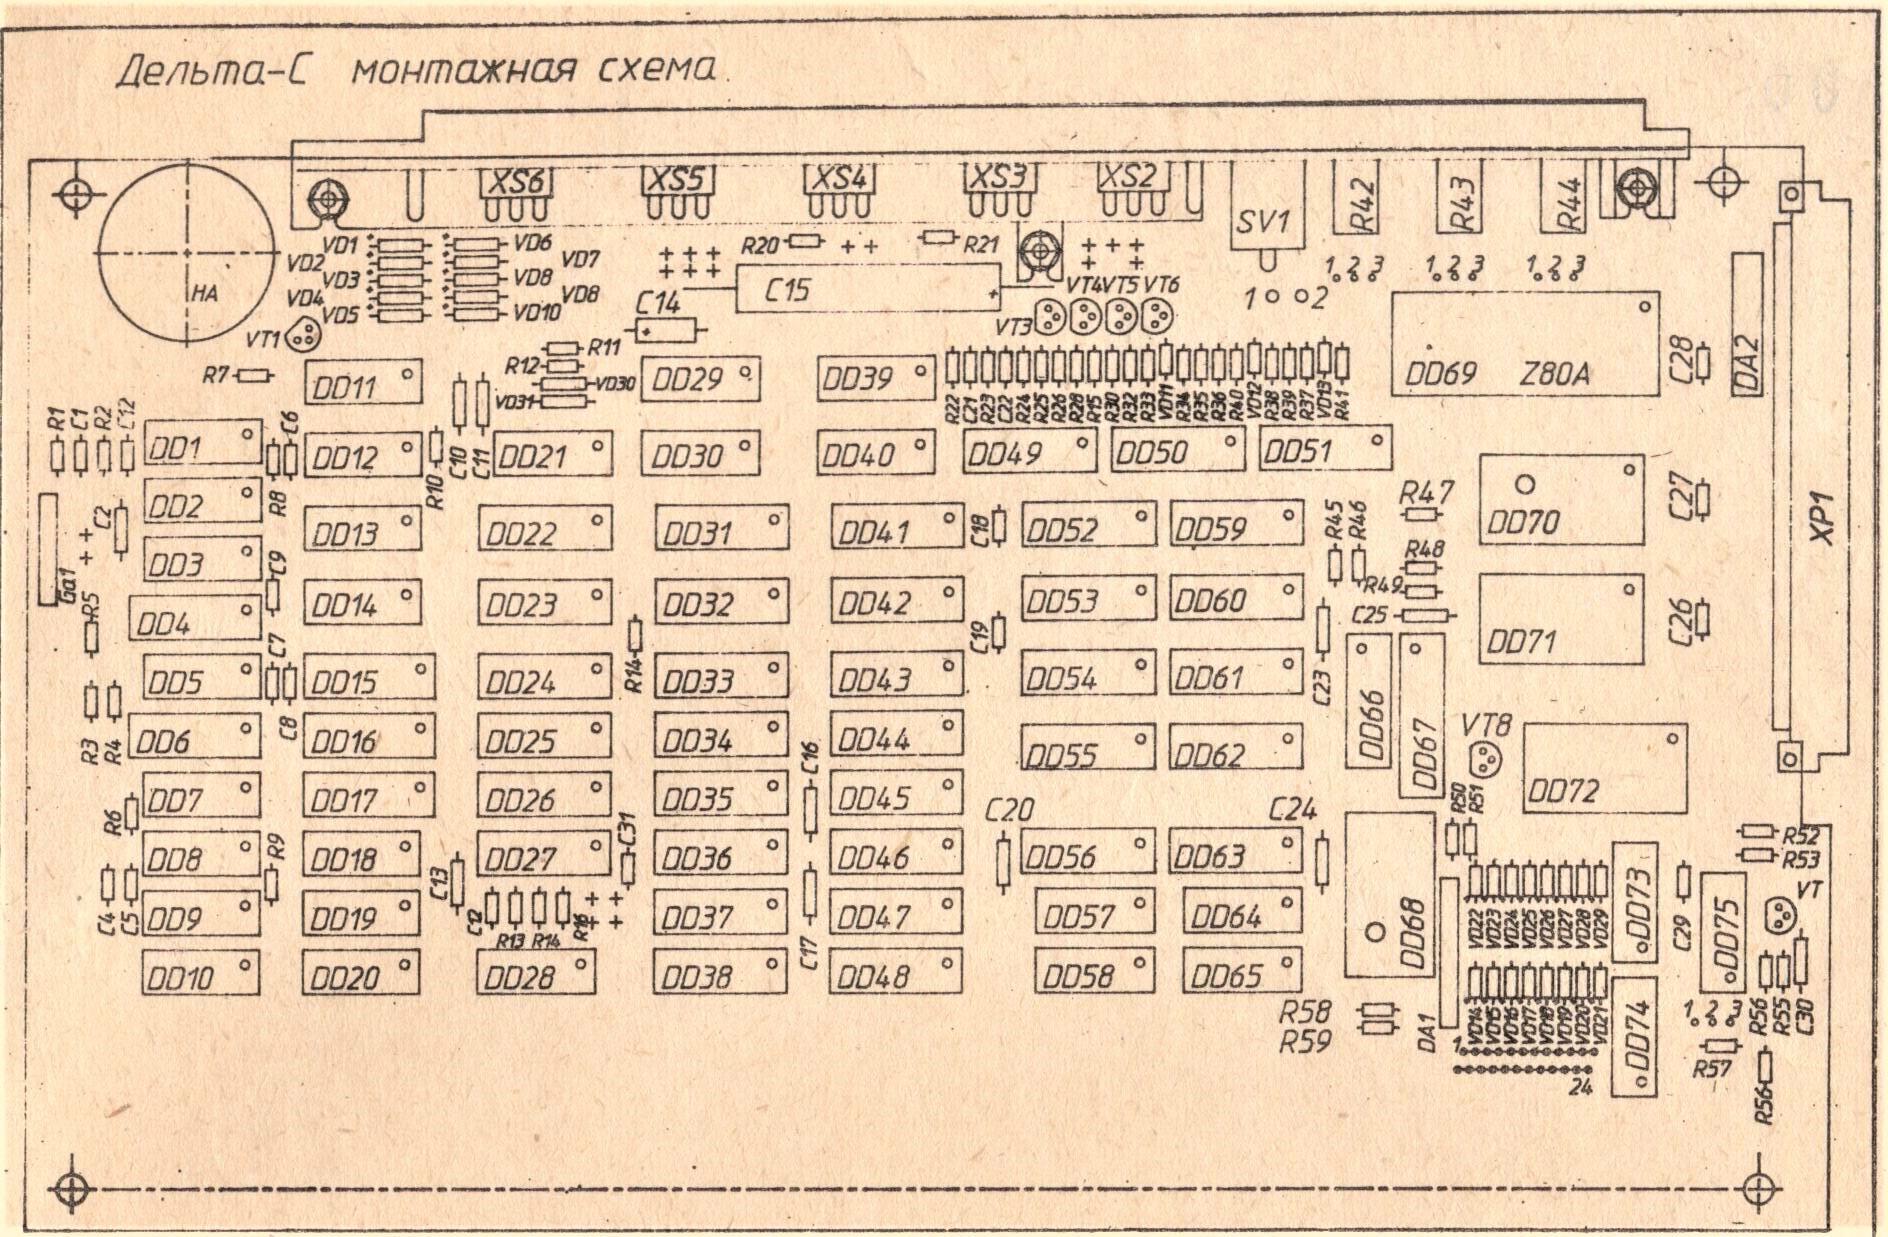 Дельта-С монтажная схема
XS6 XS5 XS4 XS3 XS2
SV1 R42 R43 R44
HA
VD1 VD6
VD2 VD7
VD3 VD8
VD4 VD8
VD5 VD10
VT1
R20 R21
C15
C14
VT3 VT4 VT5 VT6
1 2
1 2 3
1 2 3
1 2 3
DD69 Z80A
C28 DA2
R7
R11
R12
VD30
VD31
DD11 DD29 DD39
R22 C21 R23 C22 R24 R25 R26 R28 R15 R30 R32 R33 VD11 R34 R35 R36 R40 VD12 R38 R39 R37 VD13 R41
R1 C1 R2 C12
DD1 C6 DD12 R10 C10 C11 DD21 DD30 DD40 DD49 DD50 DD51
R8
DD2 C2
DD13 DD22 DD31 DD41 C18 DD52 DD59
R45 R46 R47
DD70 C27 XP1
DD3 C9
Ga1 R5
R48
R49
C25
DD4 DD14 DD23 R14 DD32 DD42 C19 DD53 DD60
DD71 C26
DD5 C7 C8 DD15 DD24 DD33 DD43 DD54 DD61 C23
DD66 DD67
R3 R4
DD6 DD16 DD25 DD34 C16 DD44 DD55 DD62
VT8
DD72
DD7 DD17 DD26 DD35 DD45
R6
R50 R51
C20 C24
R52
R53
DD8 R9 DD18 C13 DD27 C31 DD36 DD46 DD56 DD63
C4 C5
DD9 DD19 DD37 C17 DD47 DD57 DD64
C12 R13 R14 R16
DD68 DA1
VD22 VD23 VD24 VD25 VD26 VD27 VD28 VD29
DD73 C29 DD75 VT
DD10 DD20 DD28 DD38 DD48 DD58 DD65
R58
R59
VD14 VD15 VD16 VD17 VD18 VD19 VD20 VD21
DD74
1 2 3
R56 R55 C30
R57
R56
1
24